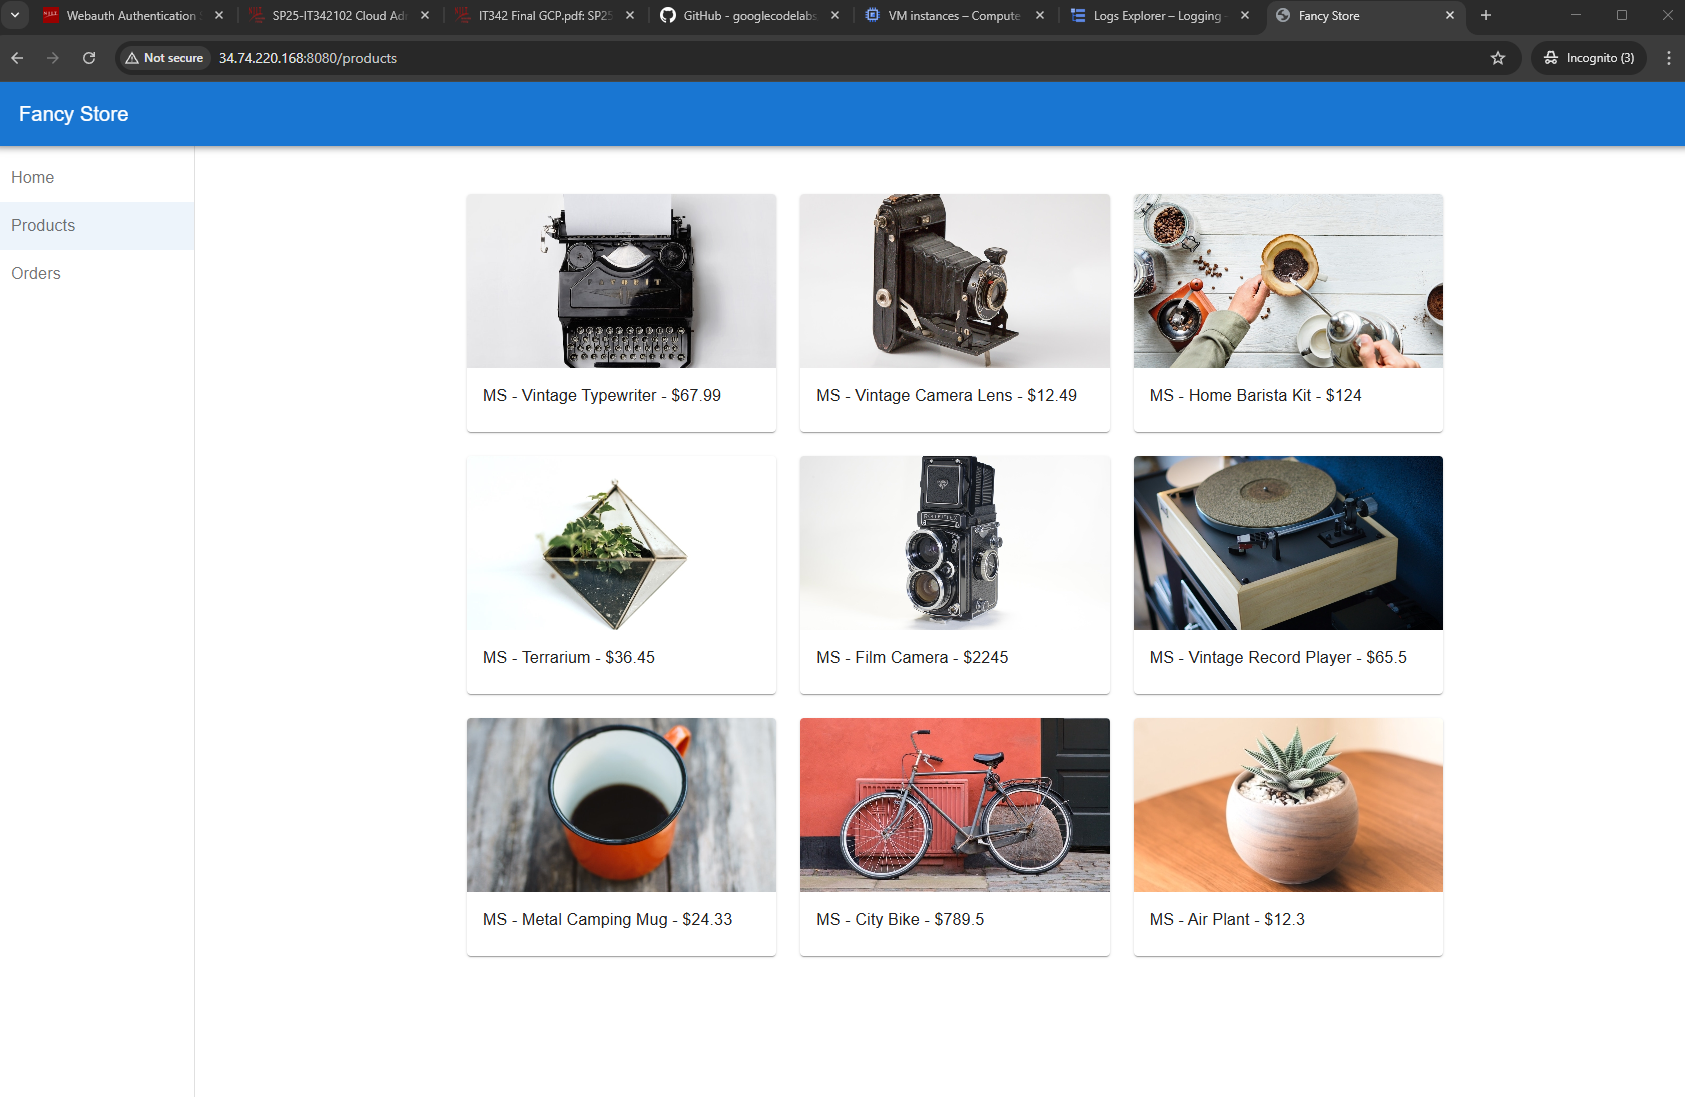 Webauth Authentication
SP25-IT342102 Cloud Adr
IT342 Final GCP.pdf: SP25
GitHub - googlecodelabs
VM instances – Compute
Logs Explorer – Logging
Fancy Store
Not secure
34.74.220.168:8080/products
Incognito (3)
Fancy Store
Home
Products
Orders
MS - Vintage Typewriter - $67.99
MS - Vintage Camera Lens - $12.49
MS - Home Barista Kit - $124
MS - Terrarium - $36.45
MS - Film Camera - $2245
MS - Vintage Record Player - $65.5
MS - Metal Camping Mug - $24.33
MS - City Bike - $789.5
MS - Air Plant - $12.3